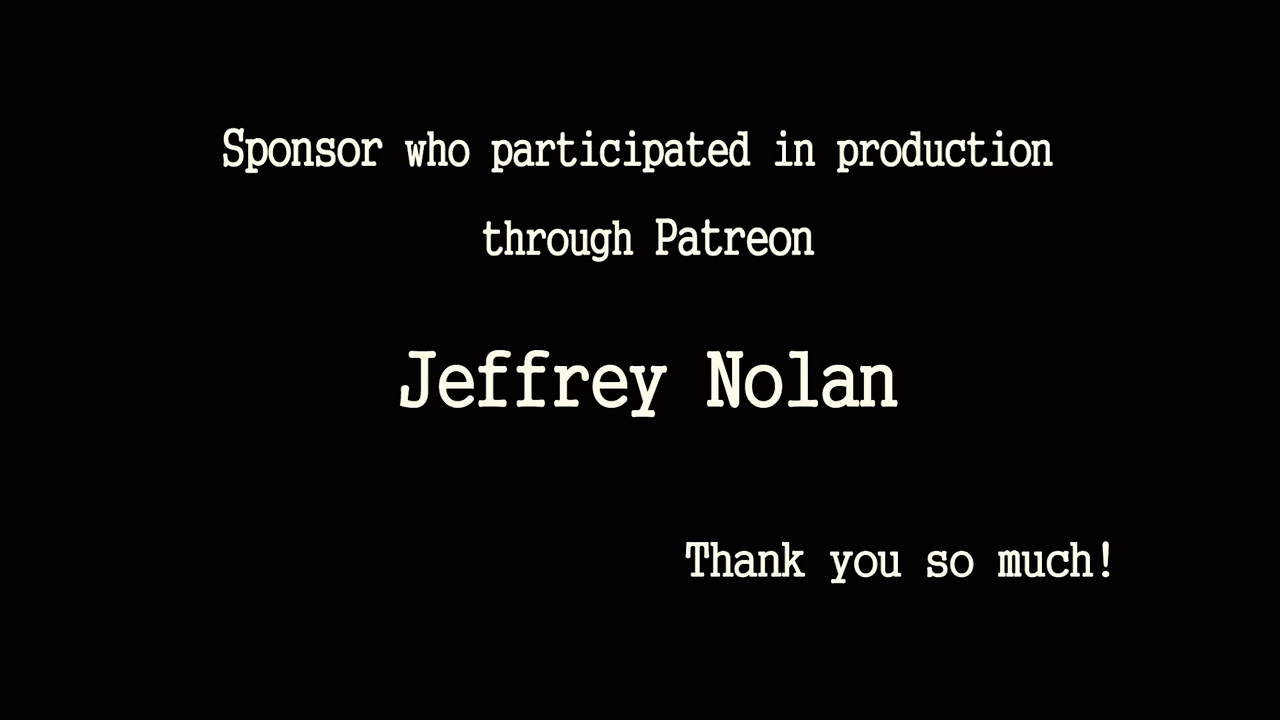 Sponsor who participated in production
through Patreon
Jeffrey Nolan
Thank you so much!